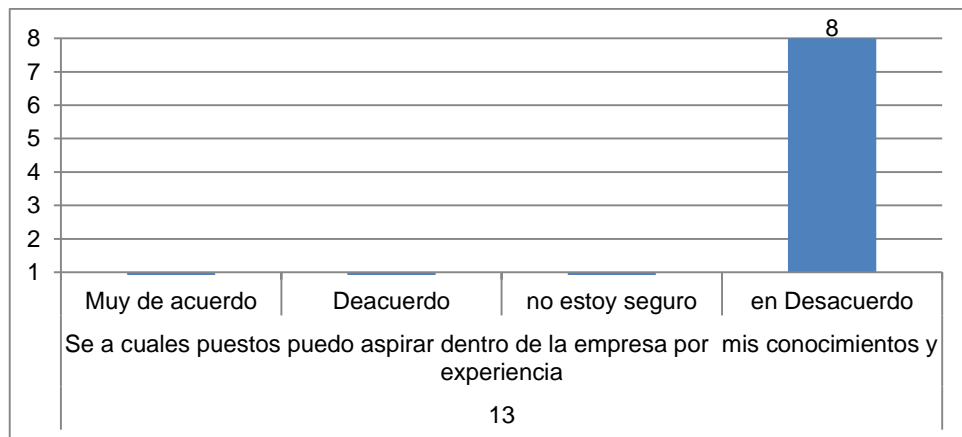 8
8
7
6
5
4
3
2
1
Muy de acuerdo
Deacuerdo
no estoy seguro
en Desacuerdo
Se a cuales puestos puedo aspirar dentro de la empresa por  mis conocimientos y
experiencia
13